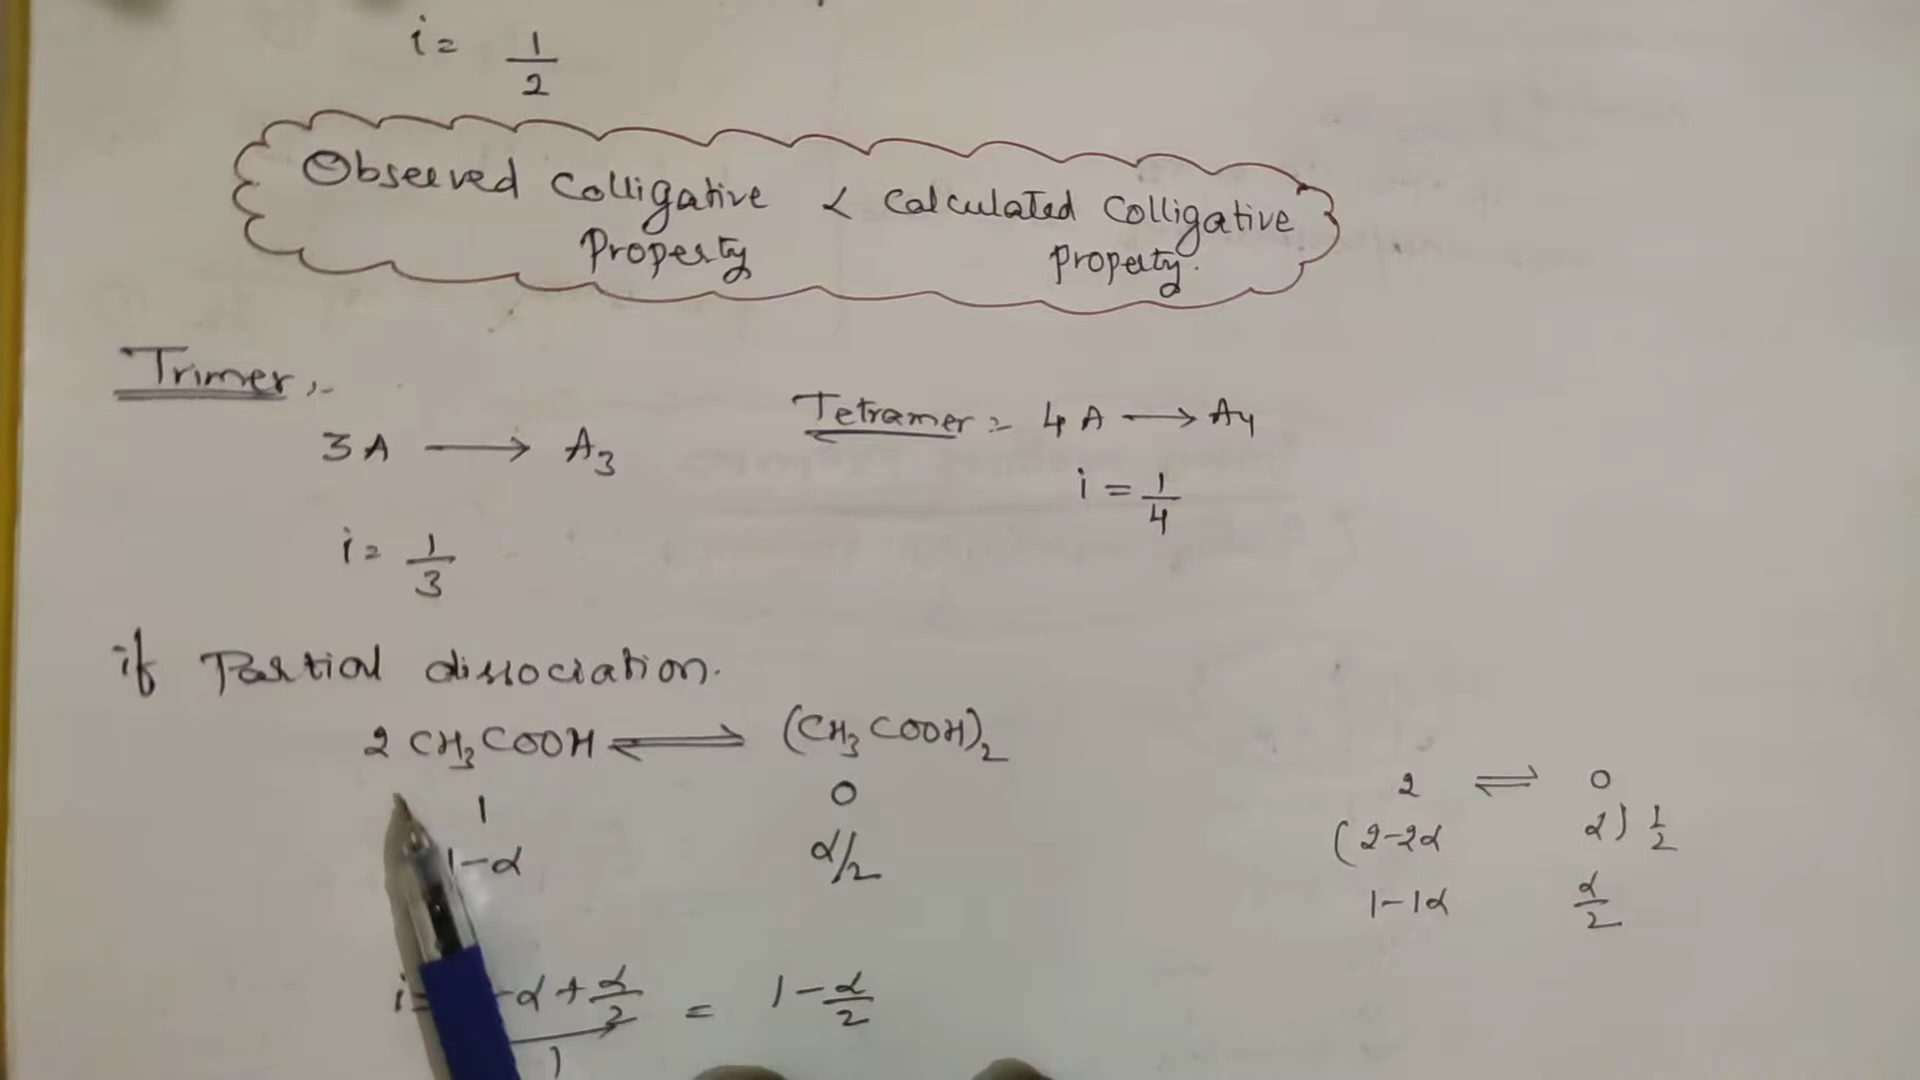 i = 1/2
Observed Colligative < Calculated Colligative
Property Property.
Trimer :-
3A ⟶ A₃
i = 1/3
Tetramer :- 4A ⟶ A₄
i = 1/4
if Partial dissociation.
2 CH₃COOH ⇌ (CH₃COOH)₂
1 0
1-α α/2
i = -α + α/2 = 1 - α/2
1
2 ⇌ 0
(2-2α α) 1/2
1-1α α/2